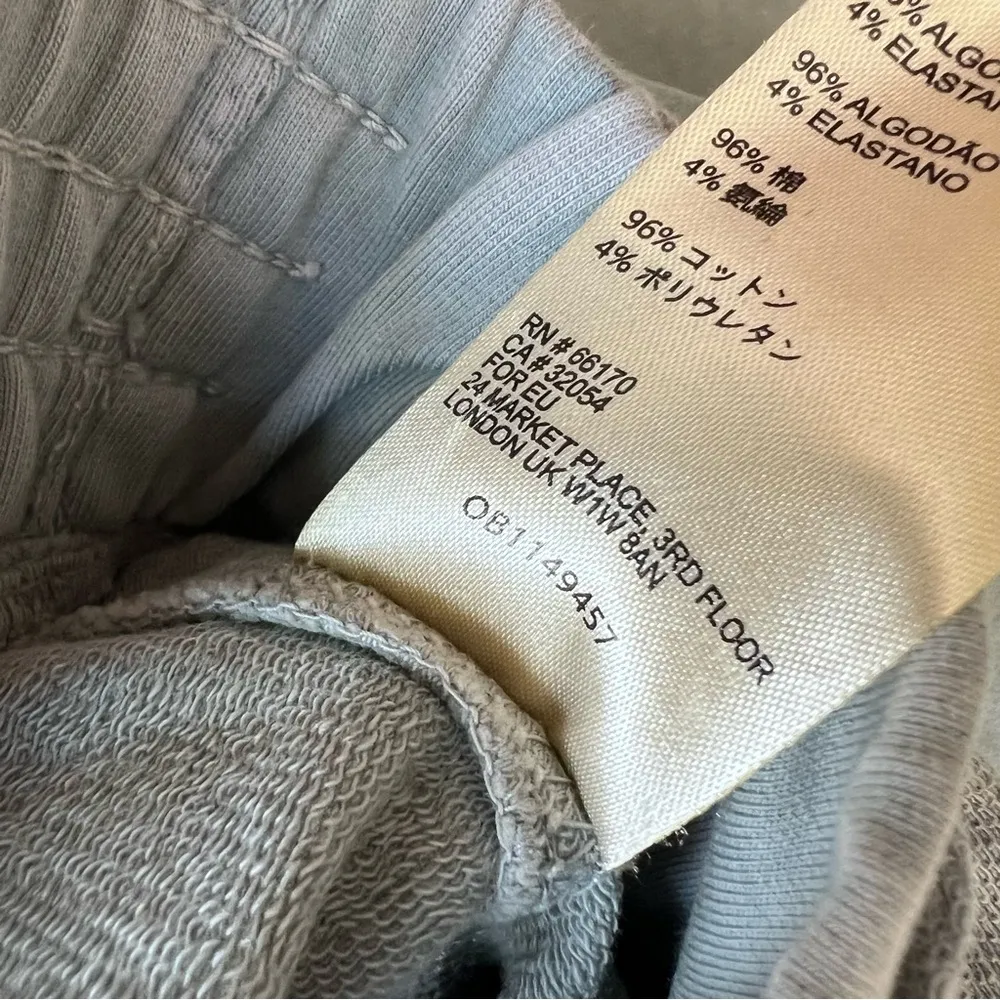 % ALGO
4% ELASTA
96% ALGODÃO
4% ELASTANO
96% 棉
4% 氨綸
96% コットン
4% ポリウレタン
RN # 66170
CA # 32054
FOR EU
24 MARKET PLACE, 3RD FLOOR
LONDON UK W1W 8AN
OB1149457